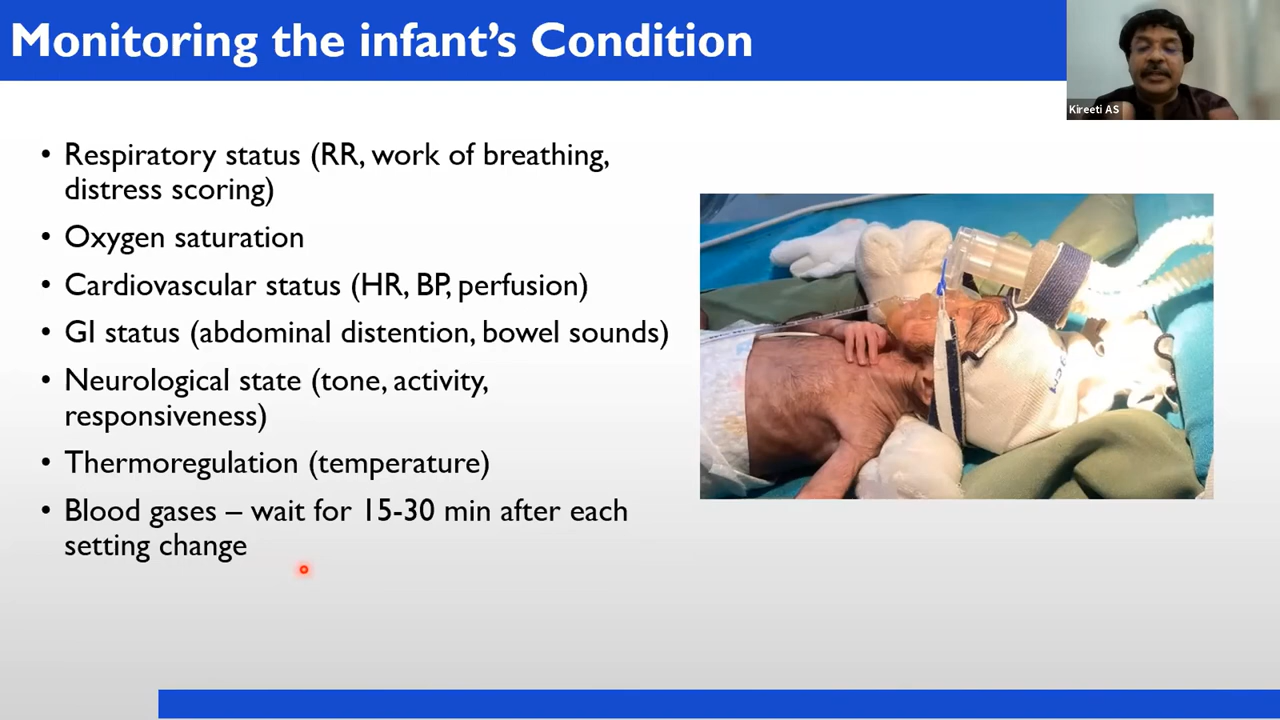 Monitoring the infant's Condition
Kireeti AS
• Respiratory status (RR, work of breathing,
distress scoring)
• Oxygen saturation
• Cardiovascular status (HR, BP, perfusion)
• GI status (abdominal distention, bowel sounds)
• Neurological state (tone, activity,
responsiveness)
• Thermoregulation (temperature)
• Blood gases – wait for 15-30 min after each
setting change